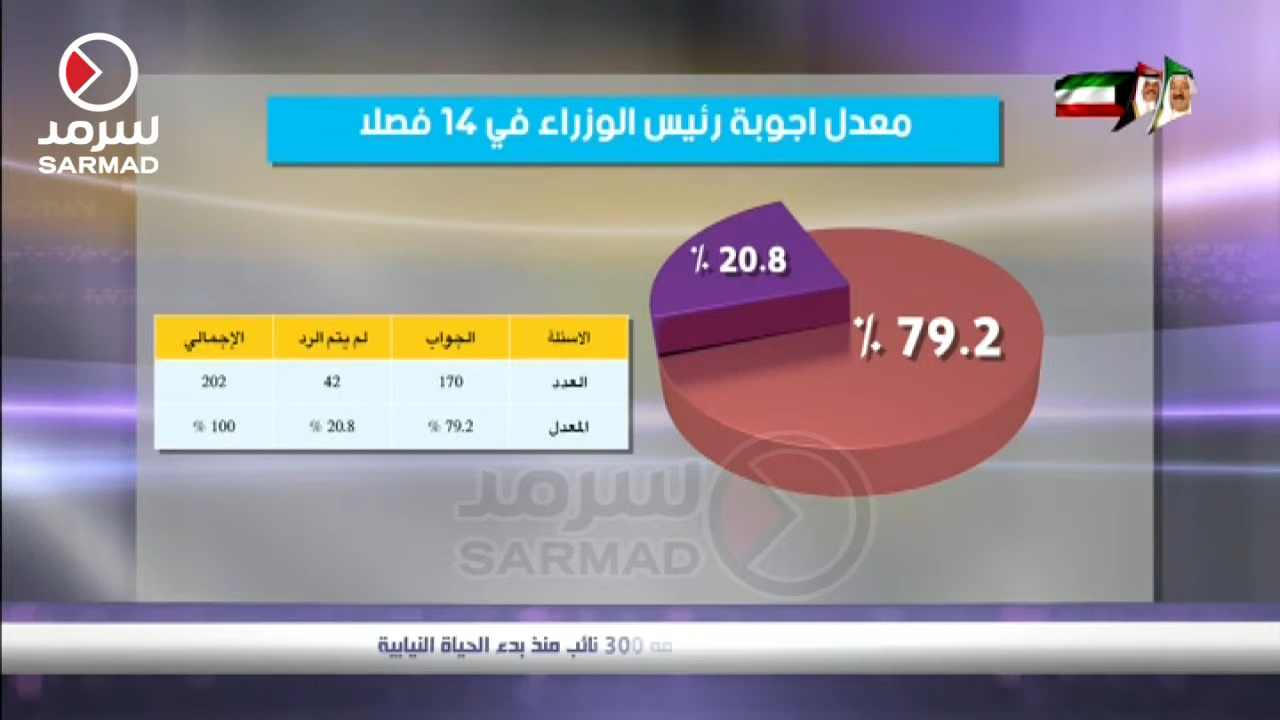 سرمد
SARMAD
معدل اجوبة رئيس الوزراء في 14 فصلا
٪ 20.8
٪ 79.2
الاسئلة الجواب لم يتم الرد الإجمالي
العدد 170 42 202
المعدل 79.2 % 20.8 % 100 %
سرمد
SARMAD
300 نائب منذ بدء الحياة النيابية